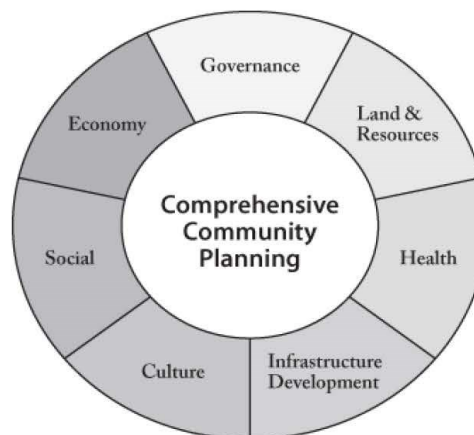 Governance
Land &
Resources
Health
Infrastructure
Development
Culture
Social
Economy
Comprehensive
Community
Planning